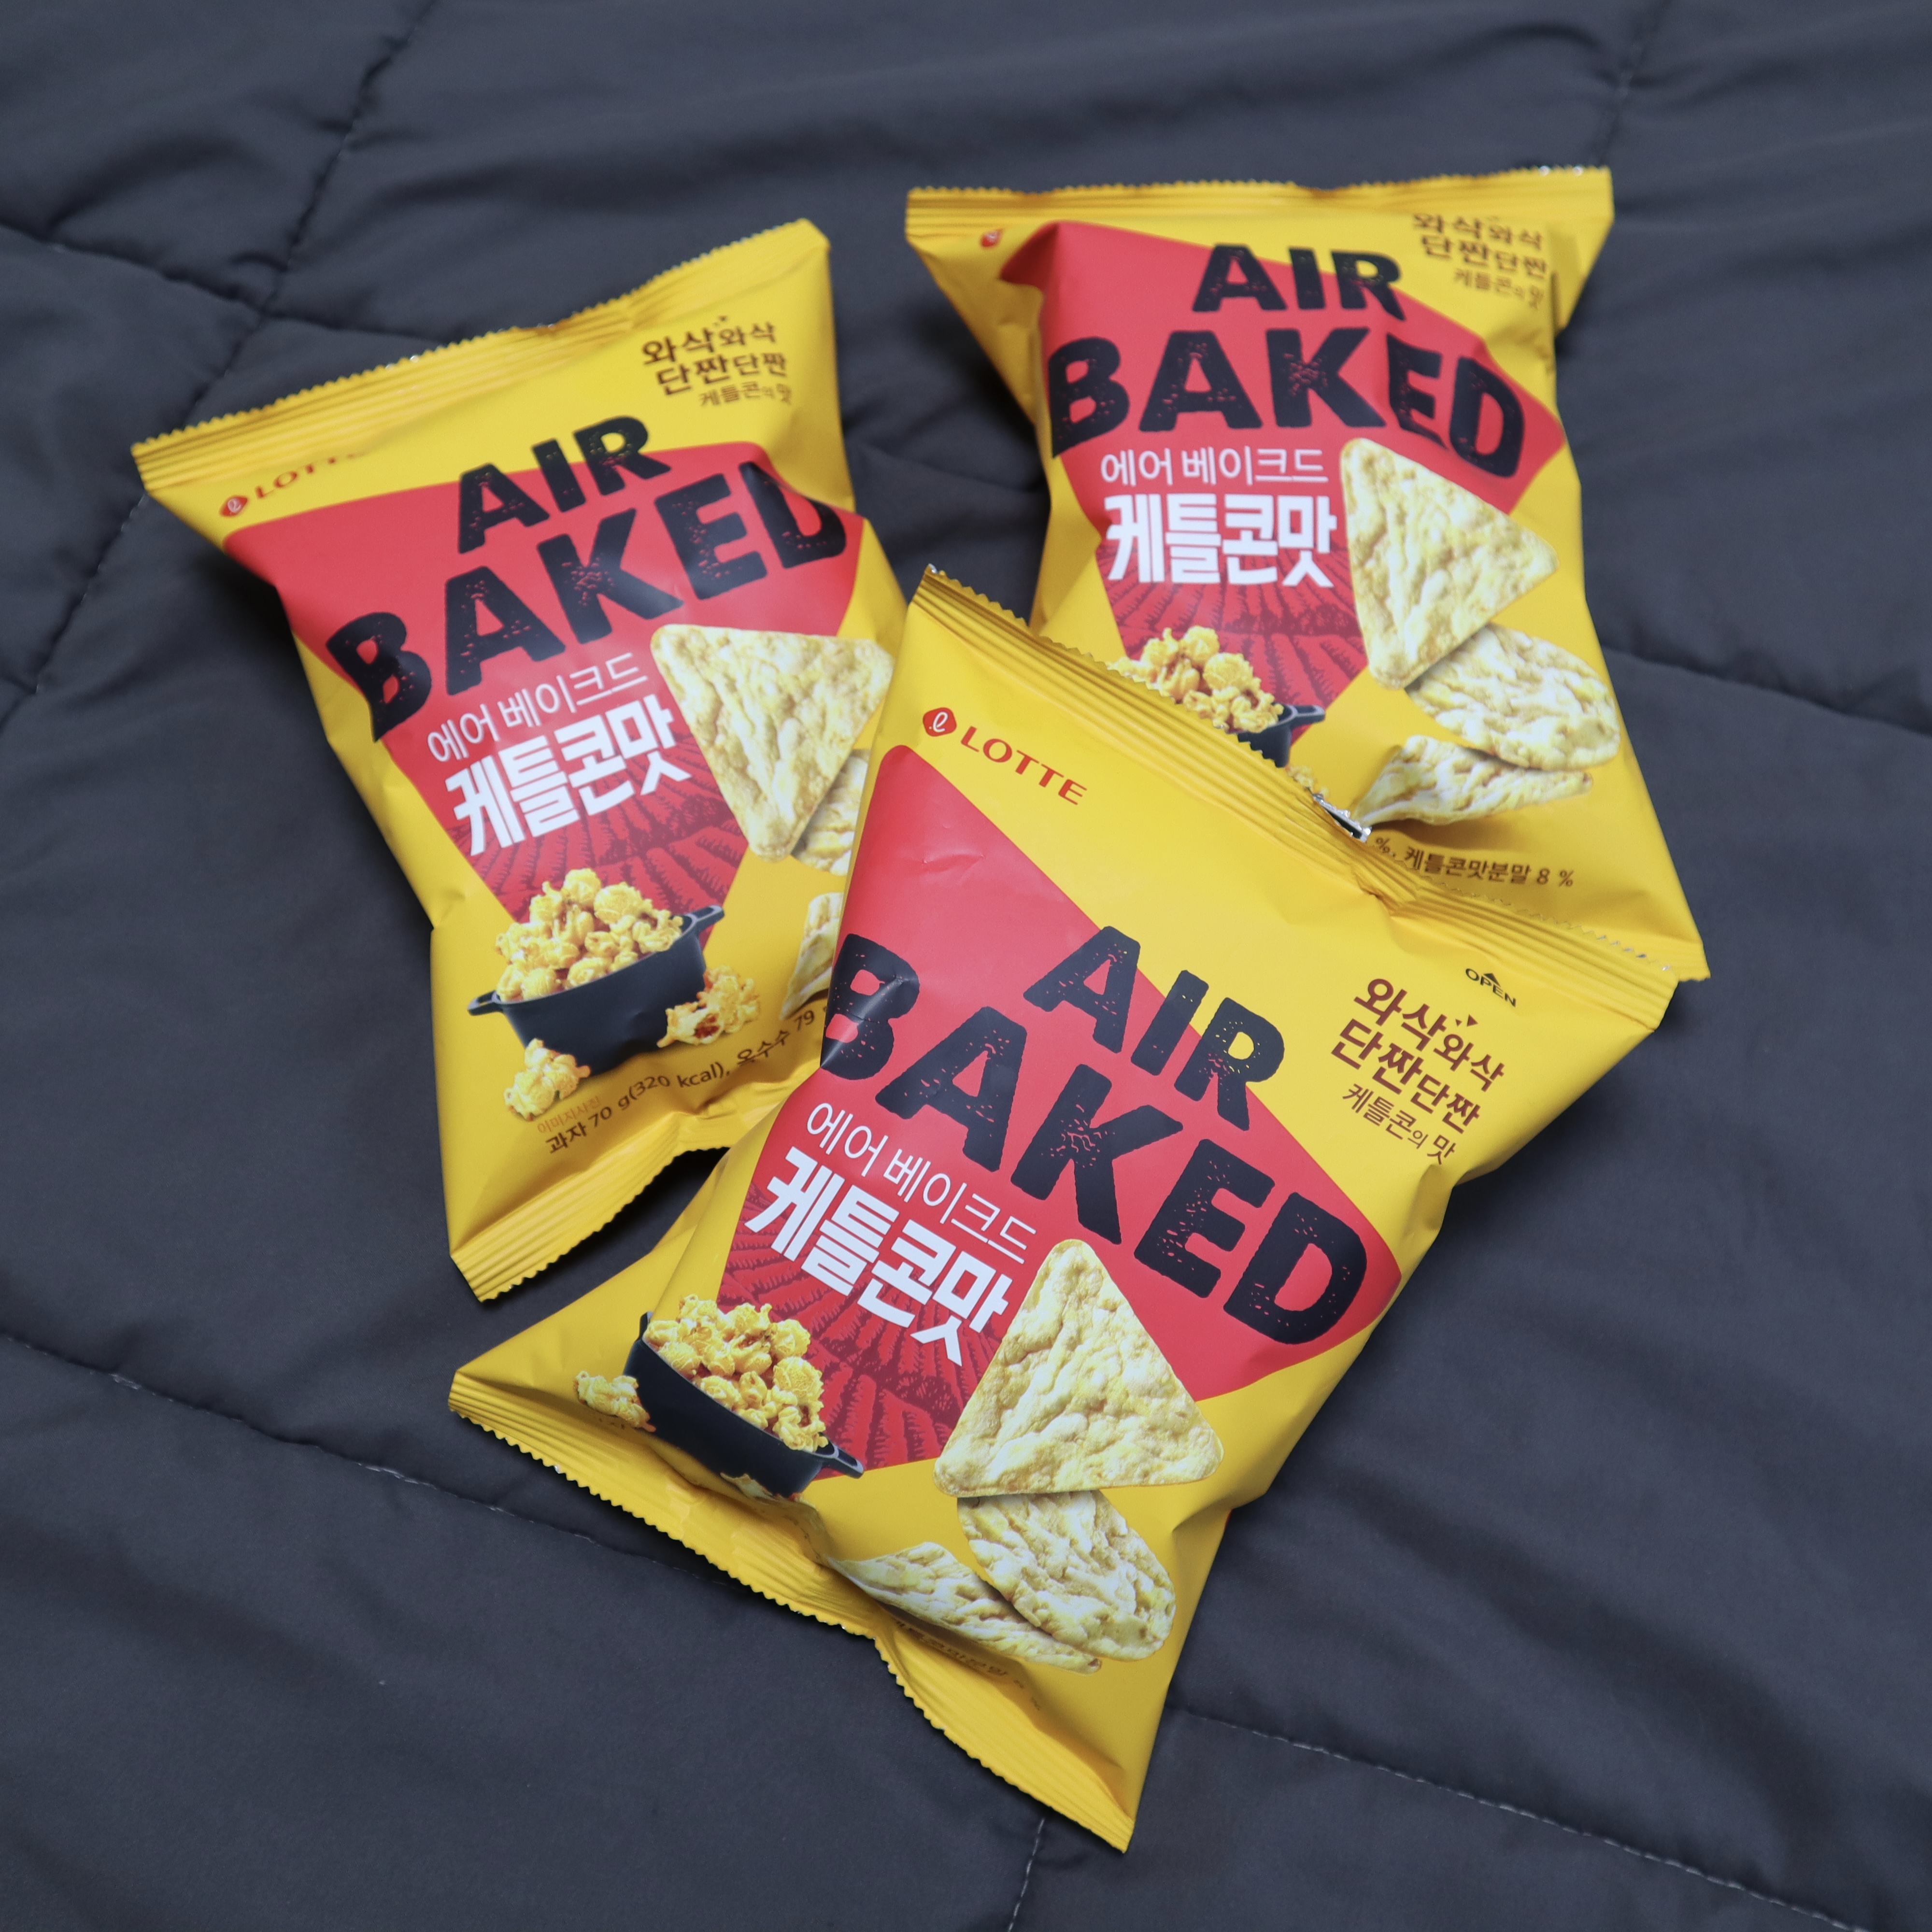 LOTTE
와삭와삭
단짠단짠
케틀콘의 맛
AIR
BAKED
에어 베이크드
케틀콘맛
이미지사진
과자 70 g(320 kcal), 옥수수 79
와삭와삭
단짠단짠
케틀콘의 맛
AIR
BAKED
에어 베이크드
케틀콘맛
%, 케틀콘맛분말 8 %
LOTTE
OPEN
와삭와삭
단짠단짠
케틀콘의 맛
AIR
BAKED
에어 베이크드
케틀콘맛